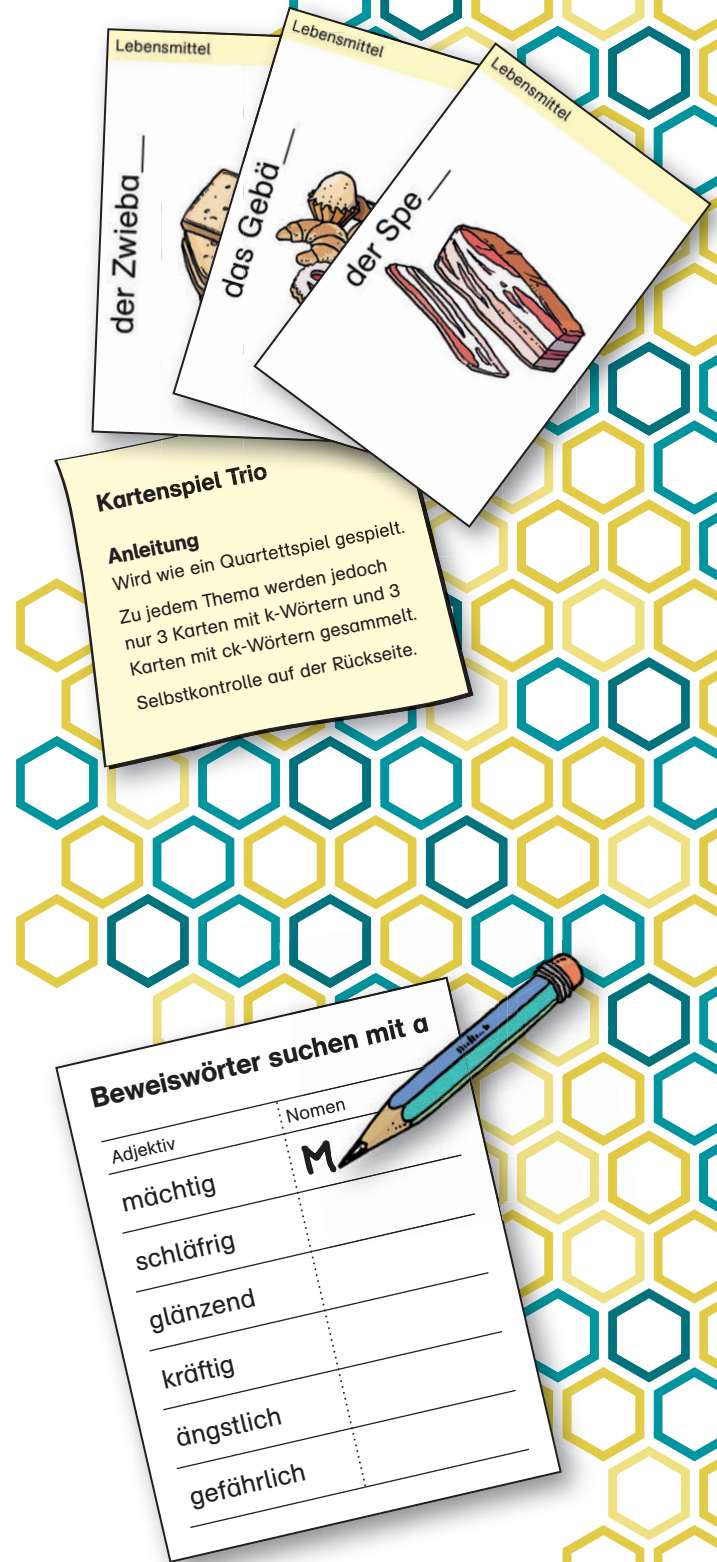 Lebensmittel
der Zwieba__
Lebensmittel
das Gebä__
Lebensmittel
der Spe__
Kartenspiel Trio
Anleitung
Wird wie ein Quartettspiel gespielt.
Zu jedem Thema werden jedoch
nur 3 Karten mit k-Wörtern und 3
Karten mit ck-Wörtern gesammelt.
Selbstkontrolle auf der Rückseite.
Beweiswörter suchen mit a
Adjektiv Nomen
mächtig M
schläfrig
glänzend
kräftig
ängstlich
gefährlich